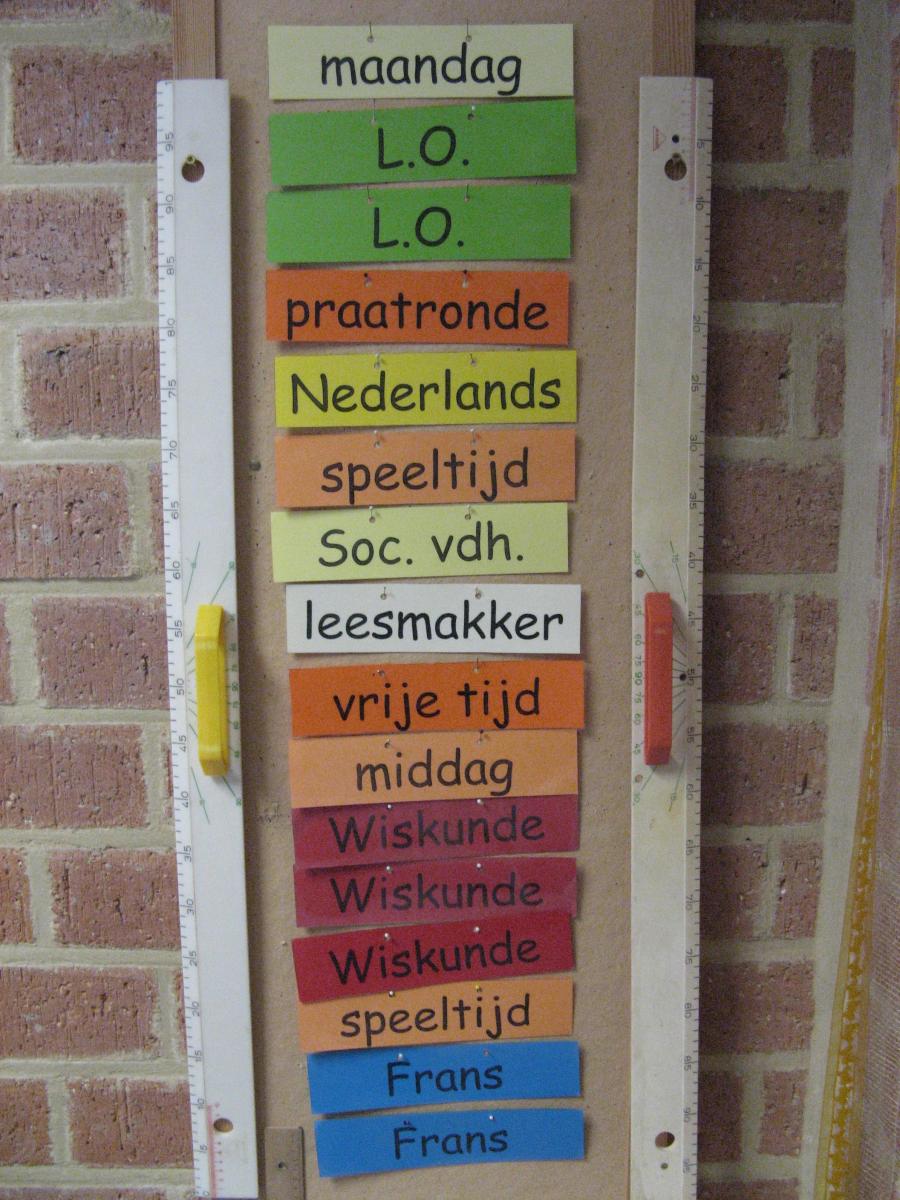 maandag
L.O.
L.O.
praatronde
Nederlands
speeltijd
Soc. vdh.
leesmakker
vrije tijd
middag
Wiskunde
Wiskunde
Wiskunde
speeltijd
Frans
Frans